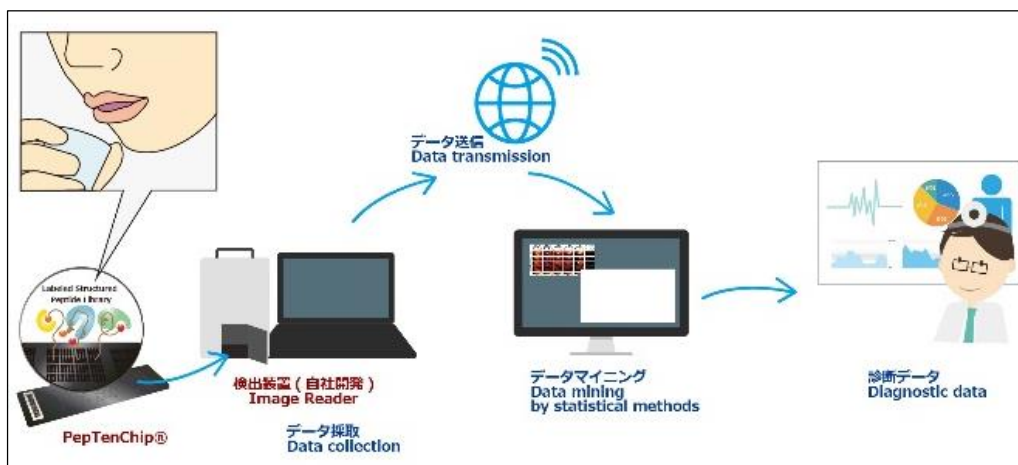 データ送信
Data transmission
Labeled Structured
Peptide Library
検出装置 ( 自社開発 )
Image Reader
PepTenChip®
データ採取
Data collection
データマイニング
Data mining
by statistical methods
診断データ
Diagnostic data